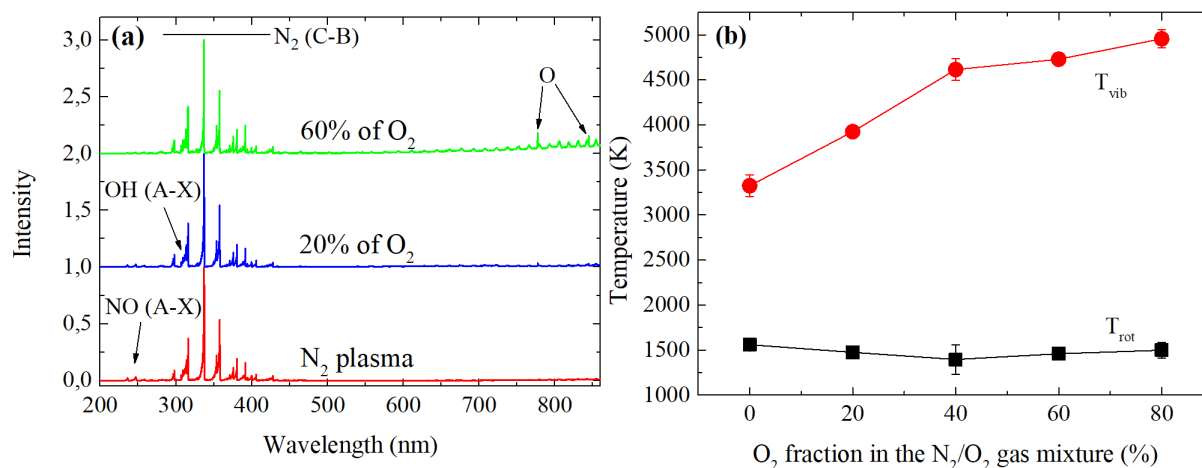 (a)
N₂ (C-B)
3,0
2,5
2,0
1,5
1,0
0,5
0,0
Intensity
O
60% of O₂
OH (A-X)
20% of O₂
NO (A-X)
N₂ plasma
200 300 400 500 600 700 800
Wavelength (nm)
(b)
5000
4500
4000
3500
3000
2500
2000
1500
1000
Temperature (K)
Tvib
Trot
0 20 40 60 80
O₂ fraction in the N₂/O₂ gas mixture (%)